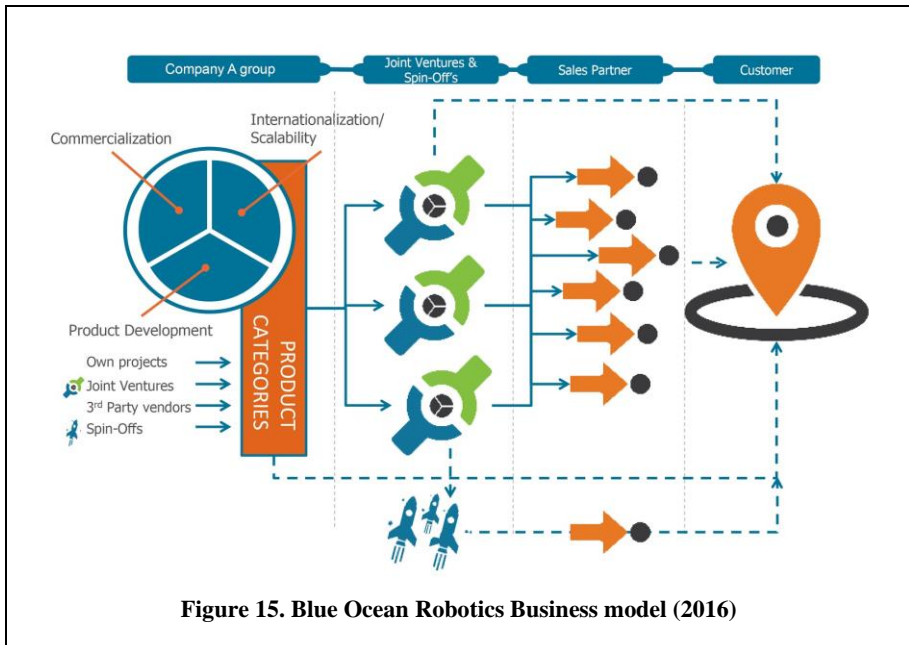 Company A group
Joint Ventures &
Spin-Off's
Sales Partner
Customer
Commercialization
Internationalization/
Scalability
Product Development
PRODUCT
CATEGORIES
Own projects
Joint Ventures
3rd Party vendors
Spin-Offs
Figure 15. Blue Ocean Robotics Business model (2016)